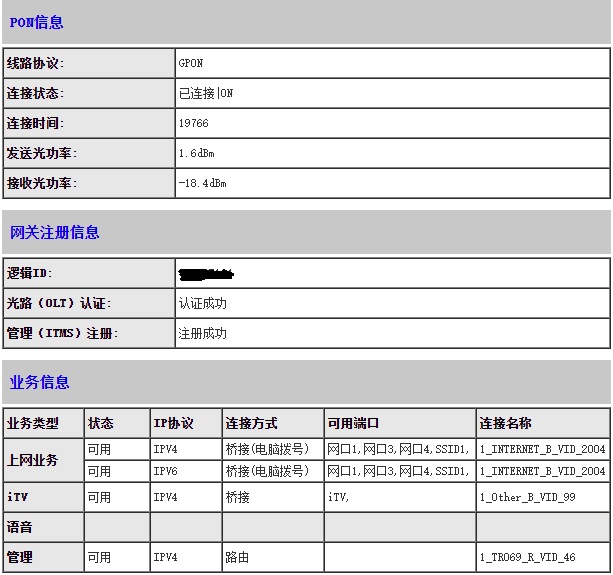 PON信息
线路协议: GPON
连接状态: 已连接|ON
连接时间: 19766
发送光功率: 1.6dBm
接收光功率: -18.4dBm
网关注册信息
逻辑ID:
光路（OLT）认证: 认证成功
管理（ITMS）注册: 注册成功
业务信息
业务类型 状态 IP协议 连接方式 可用端口 连接名称
上网业务 可用 IPV4 桥接(电脑拨号) 网口1,网口3,网口4,SSID1, 1_INTERNET_B_VID_2004
可用 IPV6 桥接(电脑拨号) 网口1,网口3,网口4,SSID1, 1_INTERNET_B_VID_2004
iTV 可用 IPV4 桥接 iTV, 1_Other_B_VID_99
语音
管理 可用 IPV4 路由 1_TR069_R_VID_46